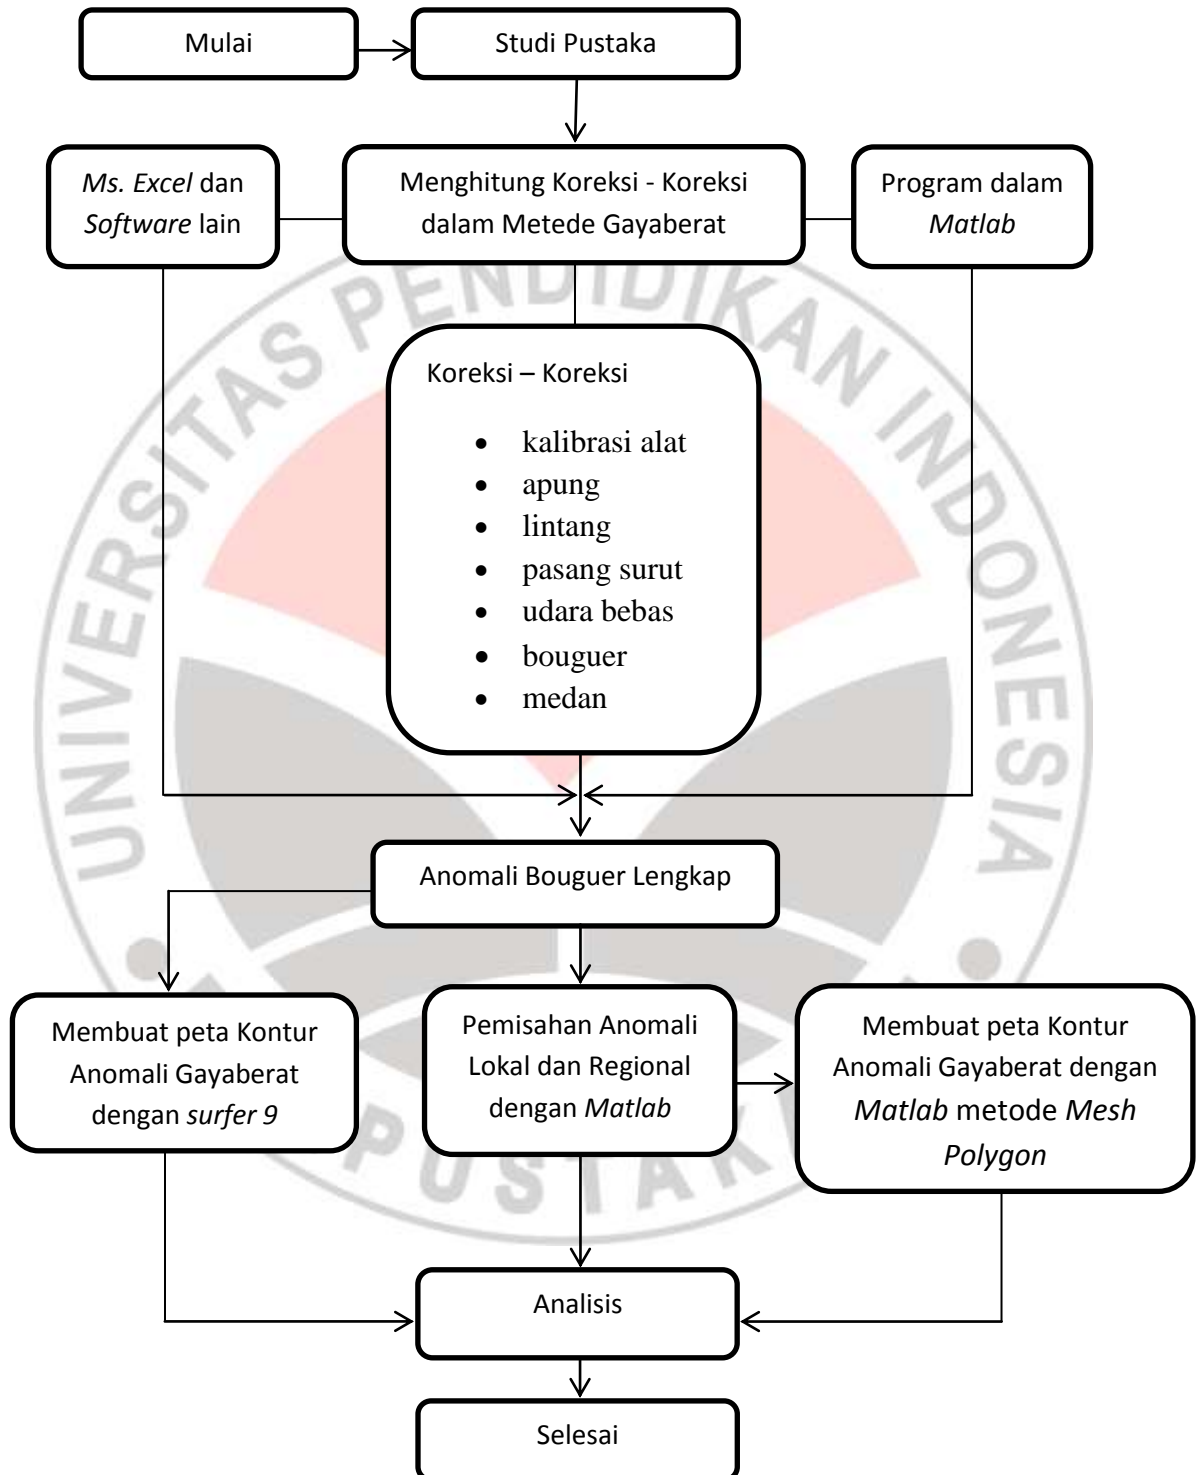 Mulai
Studi Pustaka
Ms. Excel dan
Software lain
Menghitung Koreksi - Koreksi
dalam Metede Gayaberat
Program dalam
Matlab
Koreksi – Koreksi
• kalibrasi alat
• apung
• lintang
• pasang surut
• udara bebas
• bouguer
• medan
Anomali Bouguer Lengkap
Membuat peta Kontur
Anomali Gayaberat
dengan surfer 9
Pemisahan Anomali
Lokal dan Regional
dengan Matlab
Membuat peta Kontur
Anomali Gayaberat dengan
Matlab metode Mesh
Polygon
Analisis
Selesai
UNIVERSITAS PENDIDIKAN INDONESIA